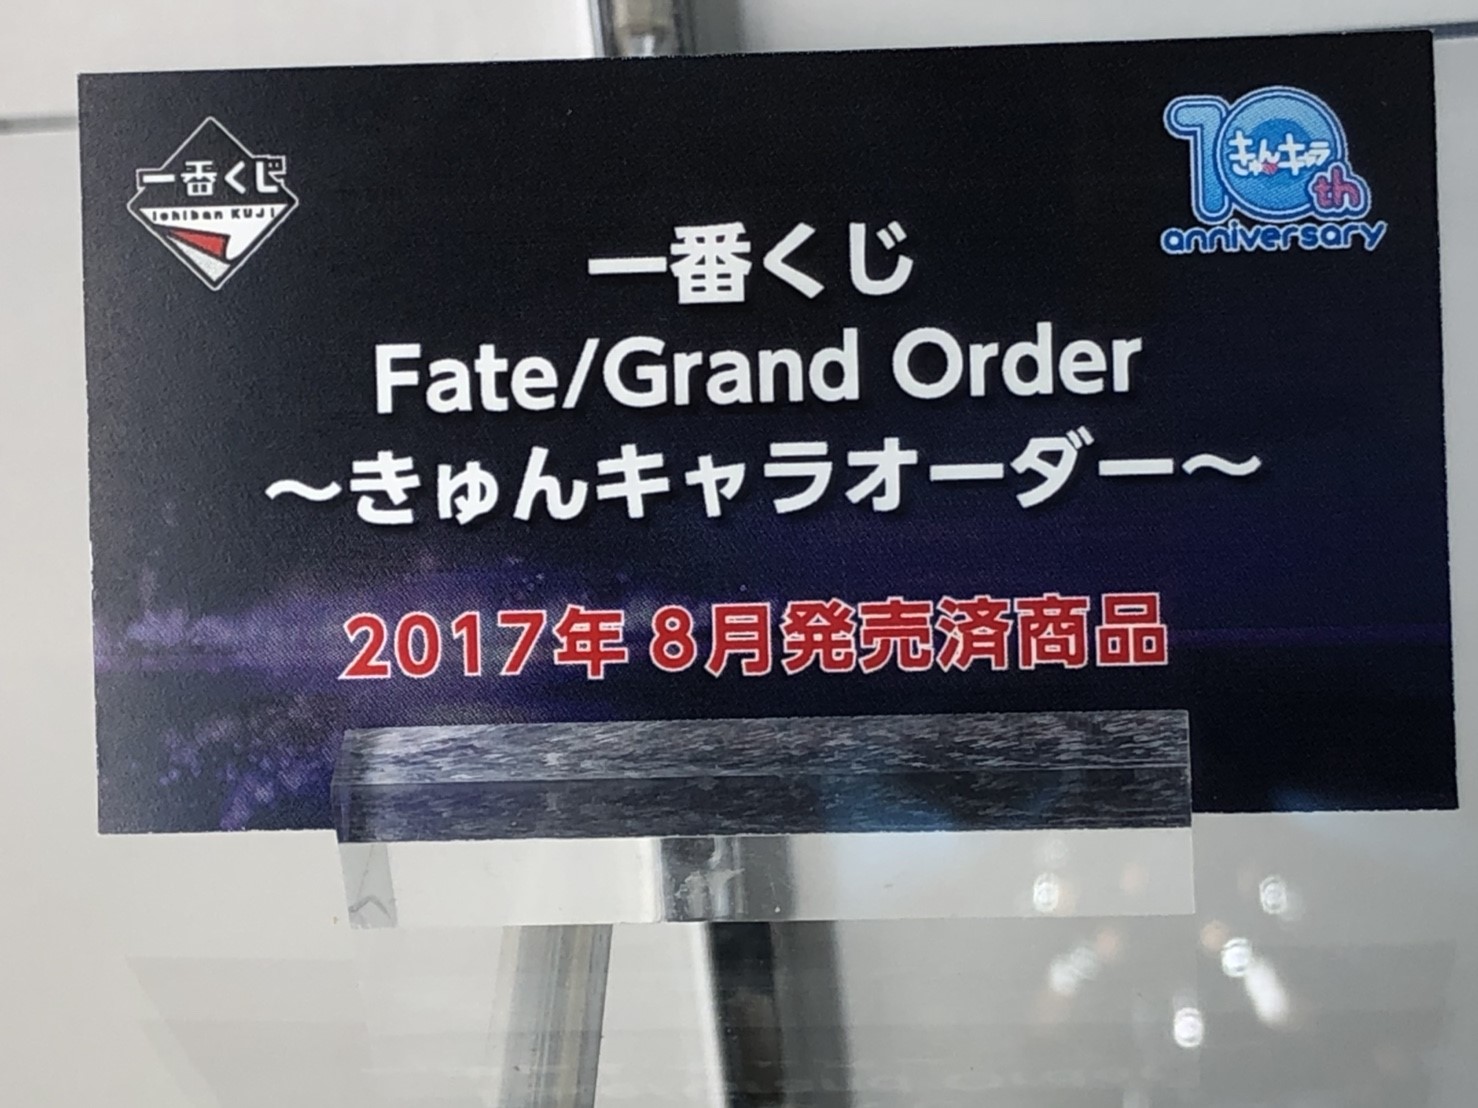 一番くじ
Ichiban KUJI
10th
きゅんキャラ
anniversary
一番くじ
Fate/Grand Order
～きゅんキャラオーダー～
2017年 8月発売済商品